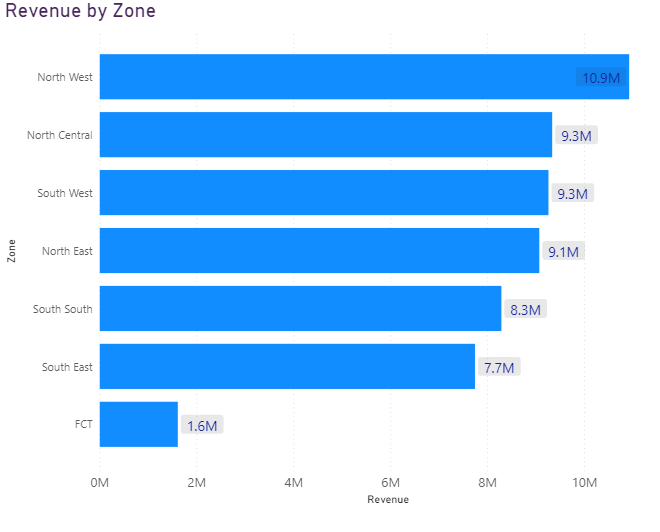 Revenue by Zone
Zone
North West 10.9M
North Central 9.3M
South West 9.3M
North East 9.1M
South South 8.3M
South East 7.7M
FCT 1.6M
0M 2M 4M 6M 8M 10M
Revenue